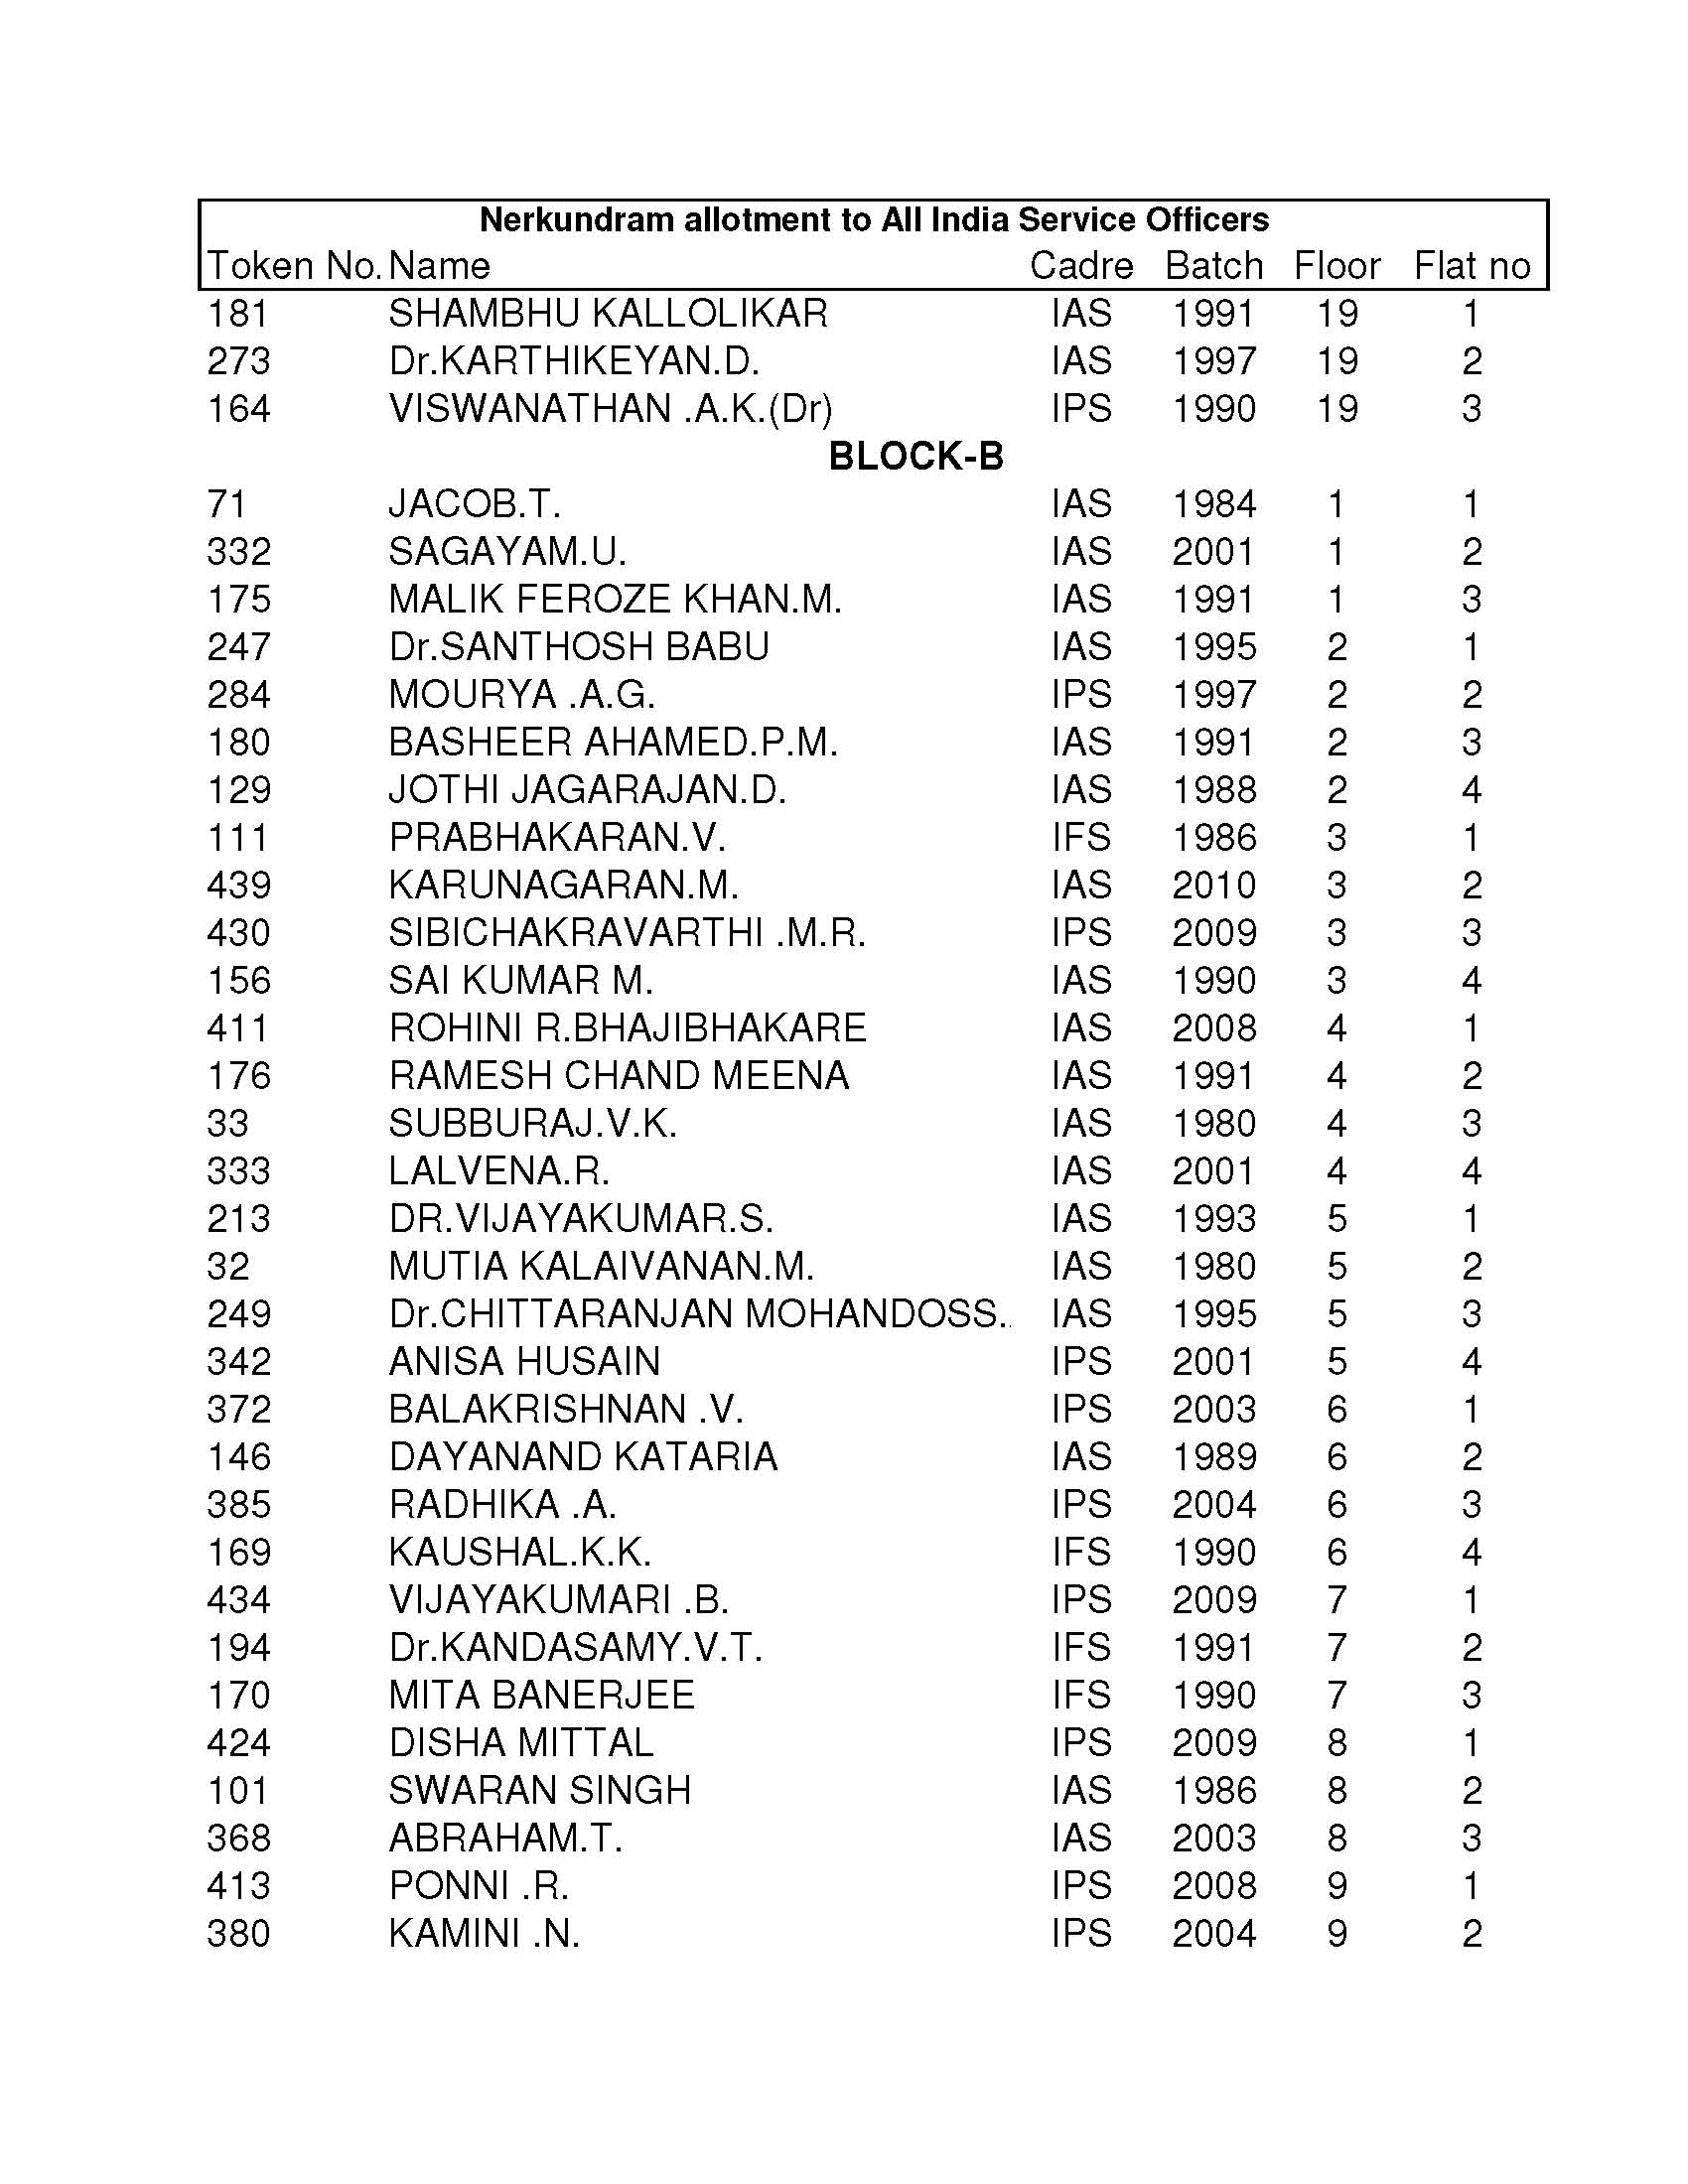 Nerkundram allotment to All India Service Officers
Token No. Name Cadre Batch Floor Flat no
181 SHAMBHU KALLOLIKAR IAS 1991 19 1
273 Dr.KARTHIKEYAN.D. IAS 1997 19 2
164 VISWANATHAN .A.K.(Dr) IPS 1990 19 3
BLOCK-B
71 JACOB.T. IAS 1984 1 1
332 SAGAYAM.U. IAS 2001 1 2
175 MALIK FEROZE KHAN.M. IAS 1991 1 3
247 Dr.SANTHOSH BABU IAS 1995 2 1
284 MOURYA .A.G. IPS 1997 2 2
180 BASHEER AHAMED.P.M. IAS 1991 2 3
129 JOTHI JAGARAJAN.D. IAS 1988 2 4
111 PRABHAKARAN.V. IFS 1986 3 1
439 KARUNAGARAN.M. IAS 2010 3 2
430 SIBICHAKRAVARTHI .M.R. IPS 2009 3 3
156 SAI KUMAR M. IAS 1990 3 4
411 ROHINI R.BHAJIBHAKARE IAS 2008 4 1
176 RAMESH CHAND MEENA IAS 1991 4 2
33 SUBBURAJ.V.K. IAS 1980 4 3
333 LALVENA.R. IAS 2001 4 4
213 DR.VIJAYAKUMAR.S. IAS 1993 5 1
32 MUTIA KALAIVANAN.M. IAS 1980 5 2
249 Dr.CHITTARANJAN MOHANDOSS.. IAS 1995 5 3
342 ANISA HUSAIN IPS 2001 5 4
372 BALAKRISHNAN .V. IPS 2003 6 1
146 DAYANAND KATARIA IAS 1989 6 2
385 RADHIKA .A. IPS 2004 6 3
169 KAUSHAL.K.K. IFS 1990 6 4
434 VIJAYAKUMARI .B. IPS 2009 7 1
194 Dr.KANDASAMY.V.T. IFS 1991 7 2
170 MITA BANERJEE IFS 1990 7 3
424 DISHA MITTAL IPS 2009 8 1
101 SWARAN SINGH IAS 1986 8 2
368 ABRAHAM.T. IAS 2003 8 3
413 PONNI .R. IPS 2008 9 1
380 KAMINI .N. IPS 2004 9 2